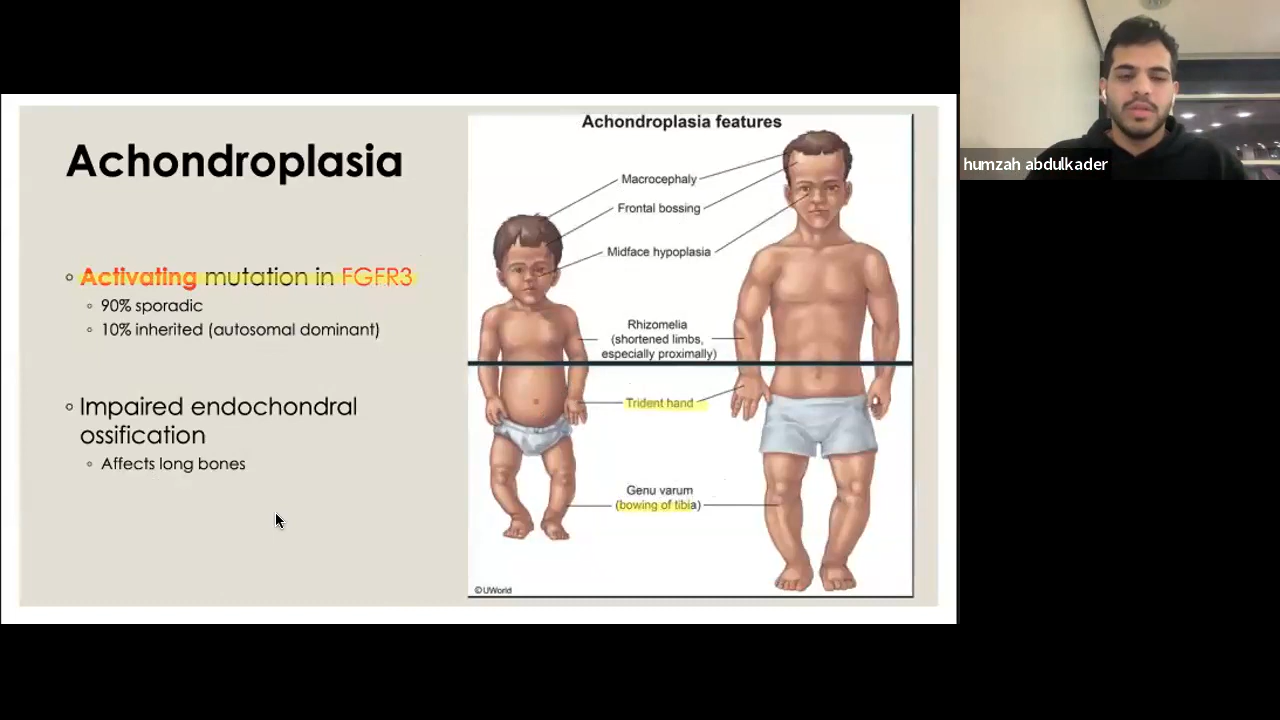 Achondroplasia
Activating mutation in FGFR3
90% sporadic
10% inherited (autosomal dominant)
Impaired endochondral
ossification
Affects long bones
Achondroplasia features
Macrocephaly
Frontal bossing
Midface hypoplasia
Rhizomelia
(shortened limbs,
especially proximally)
Trident hand
Genu varum
(bowing of tibia)
©UWorld
humzah abdulkader